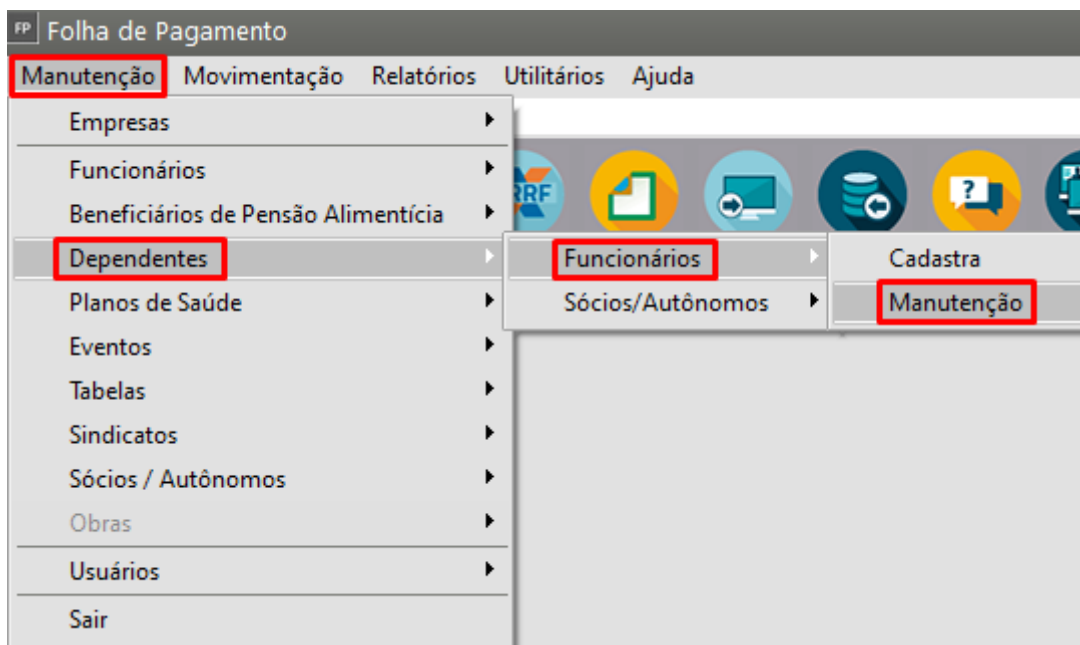 FP Folha de Pagamento
Manutenção Movimentação Relatórios Utilitários Ajuda
Empresas
Funcionários
RRF
Beneficiários de Pensão Alimentícia
Dependentes Funcionários Cadastra
Planos de Saúde Sócios/Autônomos Manutenção
Eventos
Tabelas
Sindicatos
Sócios / Autônomos
Obras
Usuários
Sair